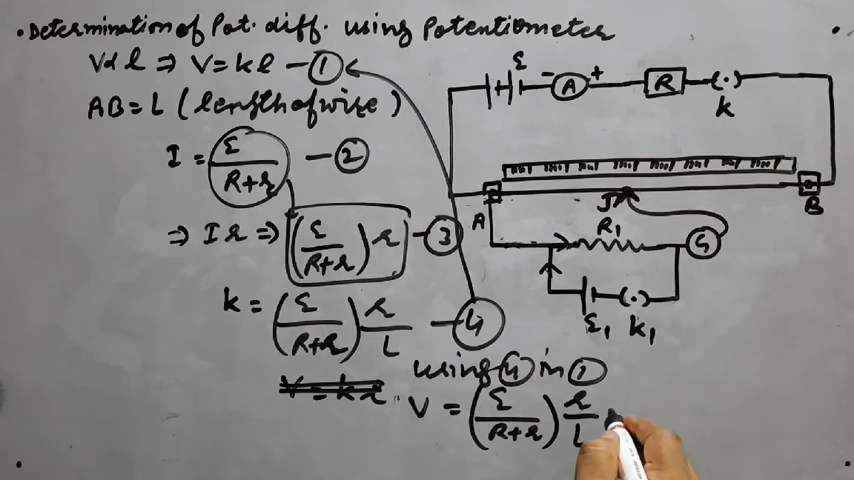 • Determination of Pot. diff. using Potentiometer
V∝l ⇒ V=kl —①
AB=L (length of wire)
I = ε/(R+r) —②
⇒ Ir ⇒ (ε/(R+r))r —③
k = (ε/(R+r)) r/L —④
using ④ in ①
V = (ε/(R+r)) r/L
ε
- A +
R
(·)
k
A
J
B
R₁
G
(·)
ε₁ k₁